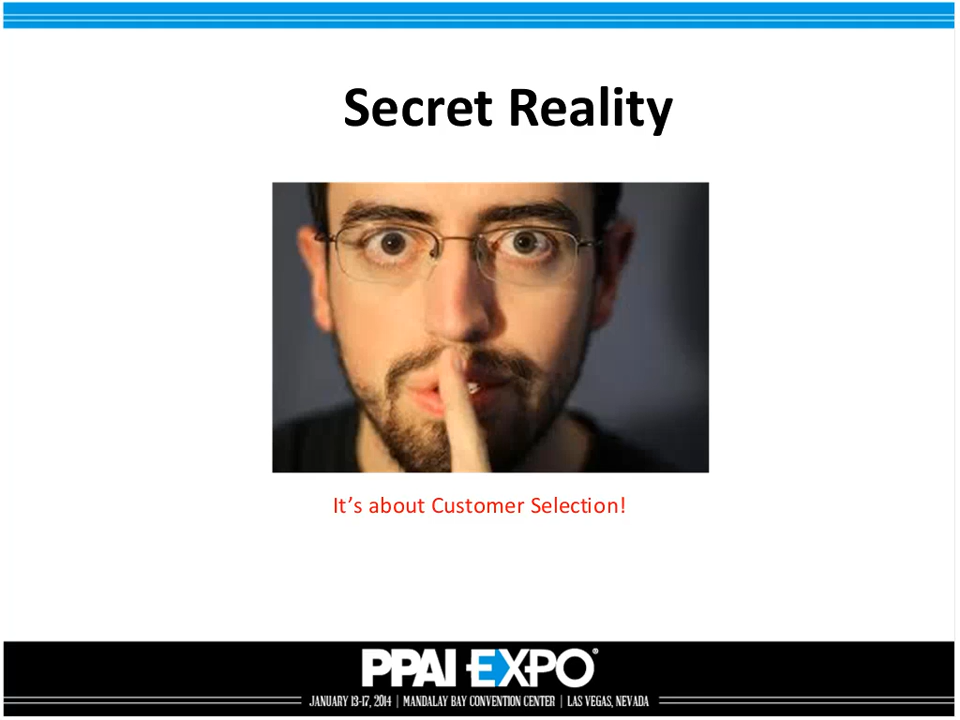 Secret Reality
It’s about Customer Selection!
PPAI EXPO®
JANUARY 13-17, 2014 | MANDALAY BAY CONVENTION CENTER | LAS VEGAS, NEVADA